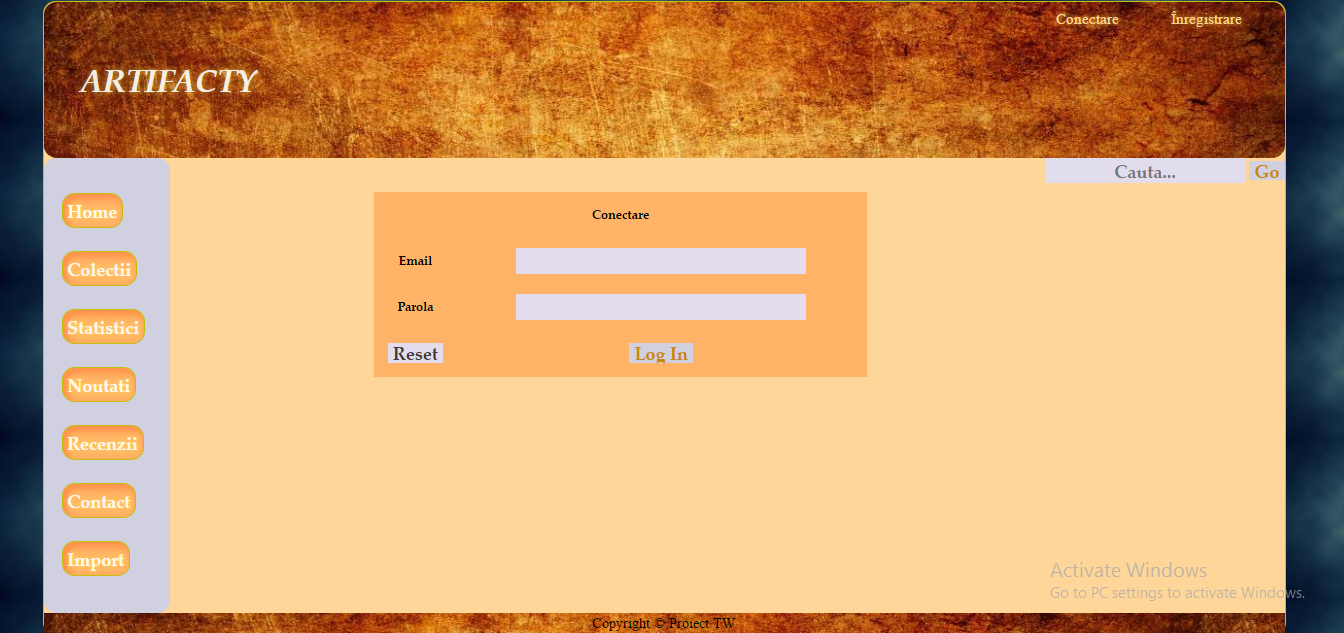 Conectare Înregistrare
ARTIFACTY
Cauta... Go
Home
Colectii
Statistici
Noutati
Recenzii
Contact
Import
Conectare
Email
Parola
Reset Log In
Activate Windows
Go to PC settings to activate Windows.
Copyright © Proiect TW